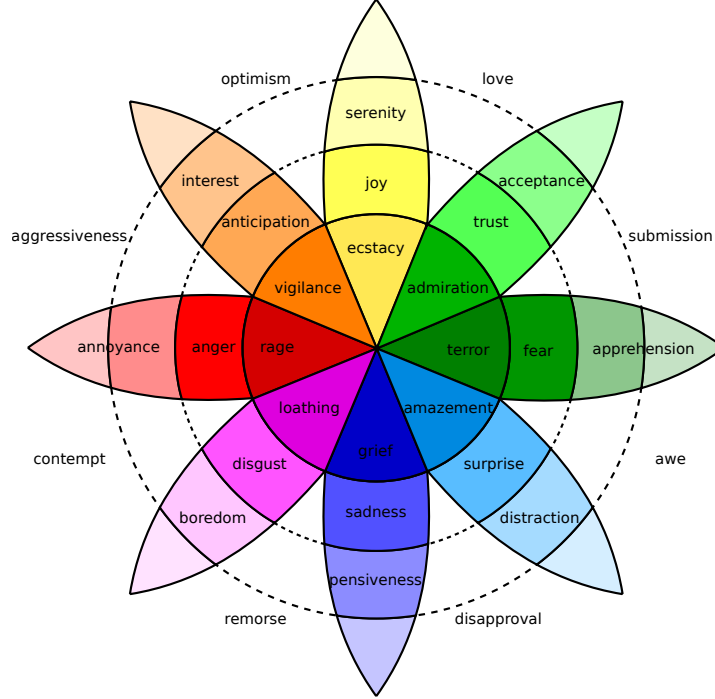 optimism
love
serenity
interest
acceptance
joy
anticipation
trust
aggressiveness
submission
ecstacy
vigilance
admiration
annoyance
anger
rage
terror
fear
apprehension
loathing
amazement
grief
contempt
disgust
surprise
awe
boredom
sadness
distraction
pensiveness
remorse
disapproval